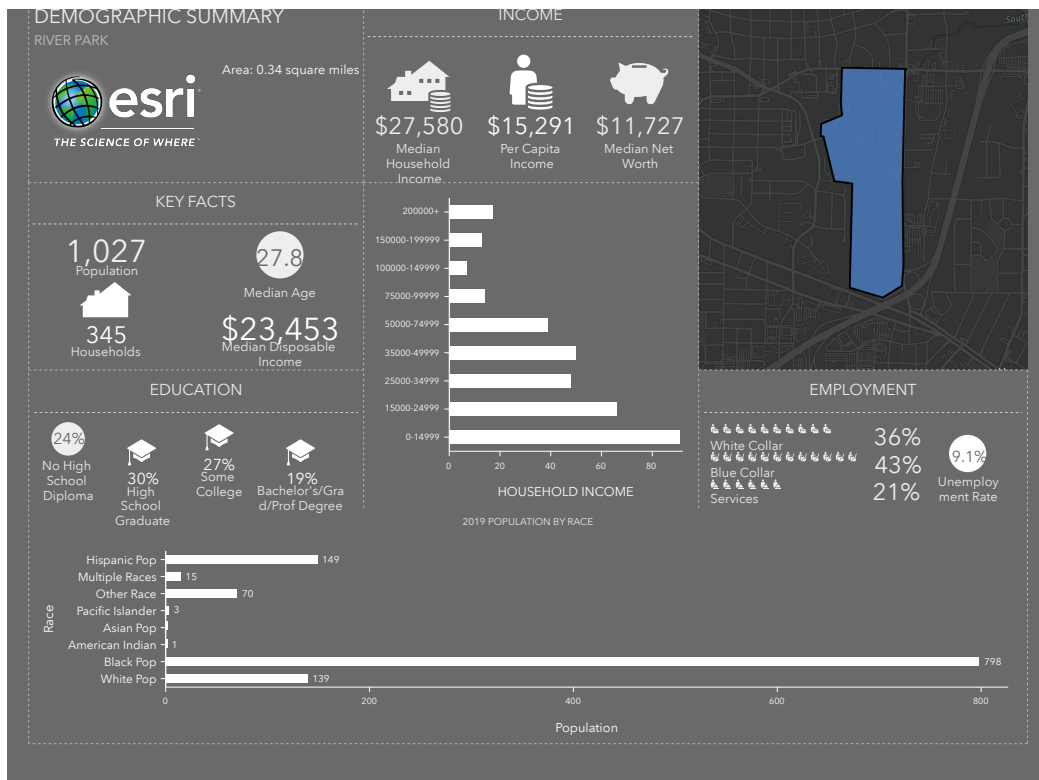 DEMOGRAPHIC SUMMARY
RIVER PARK
Area: 0.34 square miles
esri
THE SCIENCE OF WHERE
INCOME
$27,580
Median
Household
Income
$15,291
Per Capita
Income
$11,727
Median Net
Worth
KEY FACTS
1,027
Population
27.8
Median Age
345
Households
$23,453
Median Disposable
Income
200000+
150000-199999
100000-149999
75000-99999
50000-74999
35000-49999
25000-34999
15000-24999
0-14999
0
20
40
60
80
HOUSEHOLD INCOME
EDUCATION
24%
No High
School
Diploma
30%
High
School
Graduate
27%
Some
College
19%
Bachelor's/Gra
d/Prof Degree
EMPLOYMENT
White Collar
36%
Blue Collar
43%
Services
21%
9.1%
Unemploy
ment Rate
2019 POPULATION BY RACE
Race
Hispanic Pop
149
Multiple Races
15
Other Race
70
Pacific Islander
3
Asian Pop
American Indian
1
Black Pop
798
White Pop
139
0
200
400
600
800
Population